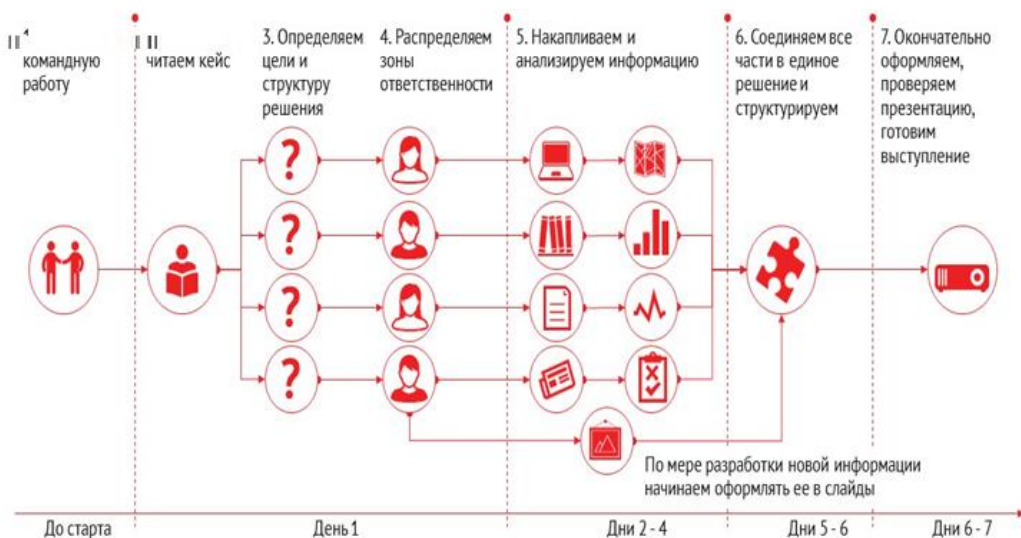 командную
работу
читаем кейс
3. Определяем
цели и
структуру
решения
4. Распределяем
зоны
ответственности
5. Накапливаем и
анализируем информацию
6. Соединяем все
части в единое
решение и
структурируем
7. Окончательно
оформляем,
проверяем
презентацию,
готовим
выступление
По мере разработки новой информации
начинаем оформлять ее в слайды
До старта
День 1
Дни 2 - 4
Дни 5 - 6
Дни 6 - 7